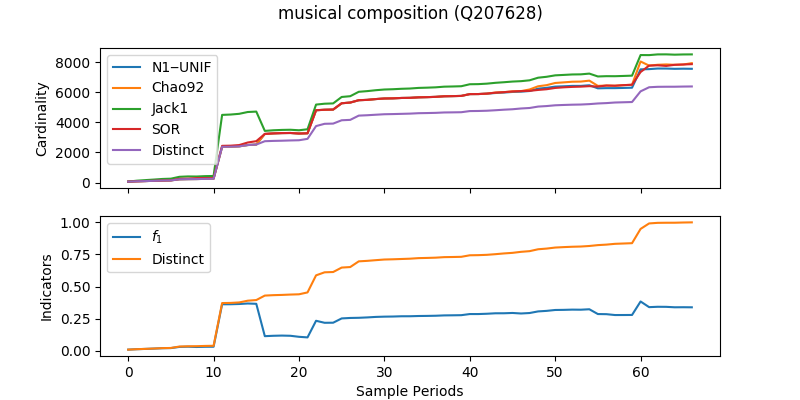 musical composition (Q207628)
8000
6000
4000
2000
0
Cardinality
N1−UNIF
Chao92
Jack1
SOR
Distinct
1.00
0.75
0.50
0.25
0.00
Indicators
f1
Distinct
0 10 20 30 40 50 60
Sample Periods